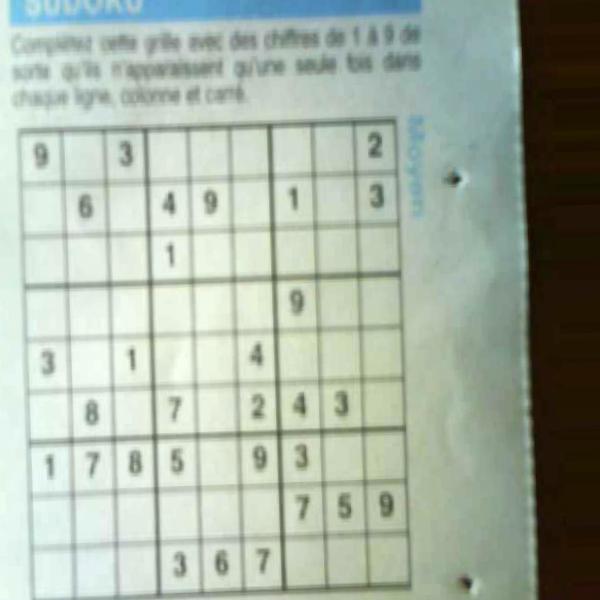 SUDOKU
Complétez cette grille avec des chiffres de 1 à 9 de
sorte qu'ils n'apparaissent qu'une seule fois dans
chaque ligne, colonne et carré.
Moyen
9 3 2
6 4 9 1 3
1
9
3 1 4
8 7 2 4 3
1 7 8 5 9 3
7 5 9
3 6 7